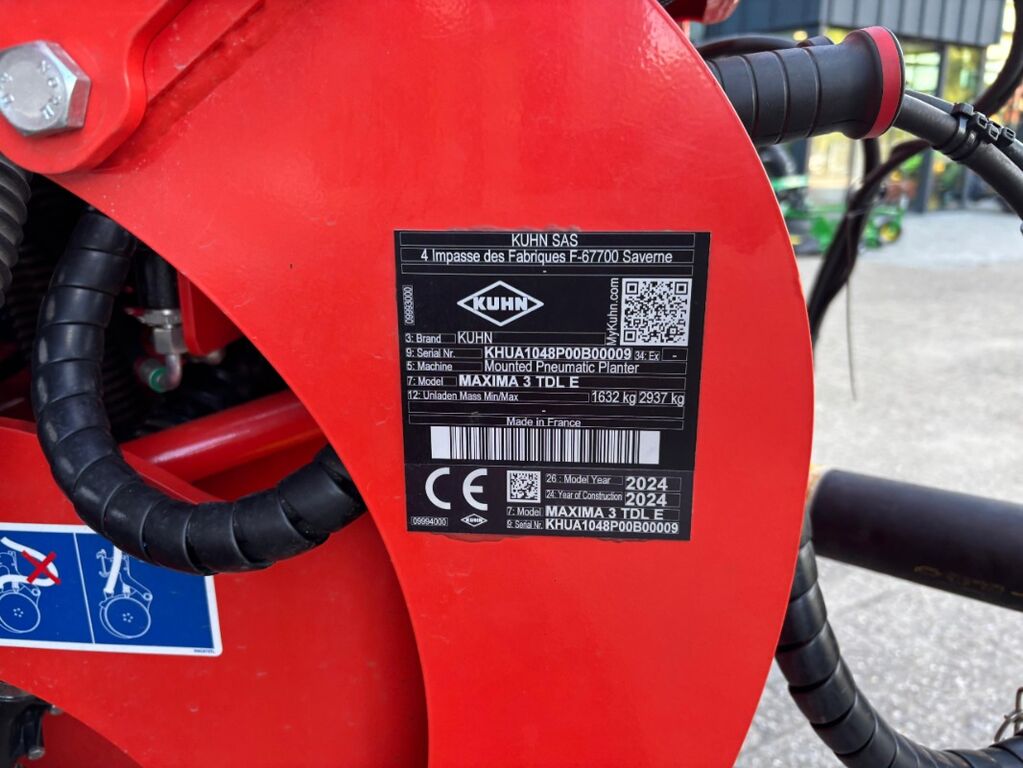 KUHN SAS
4 Impasse des Fabriques F-67700 Saverne
-
09993000
KUHN
MyKuhn.com
3: Brand KUHN
9: Serial Nr. KHUA1048P00B00009 34: Ex -
5: Machine Mounted Pneumatic Planter
7: Model MAXIMA 3 TDL E
12: Unladen Mass Min/Max 1632 kg 2937 kg
-
Made in France
CE
26 : Model Year 2024
24: Year of Construction 2024
7: Model MAXIMA 3 TDL E
09994000 KUHN 9: Serial Nr. KHUA1048P00B00009